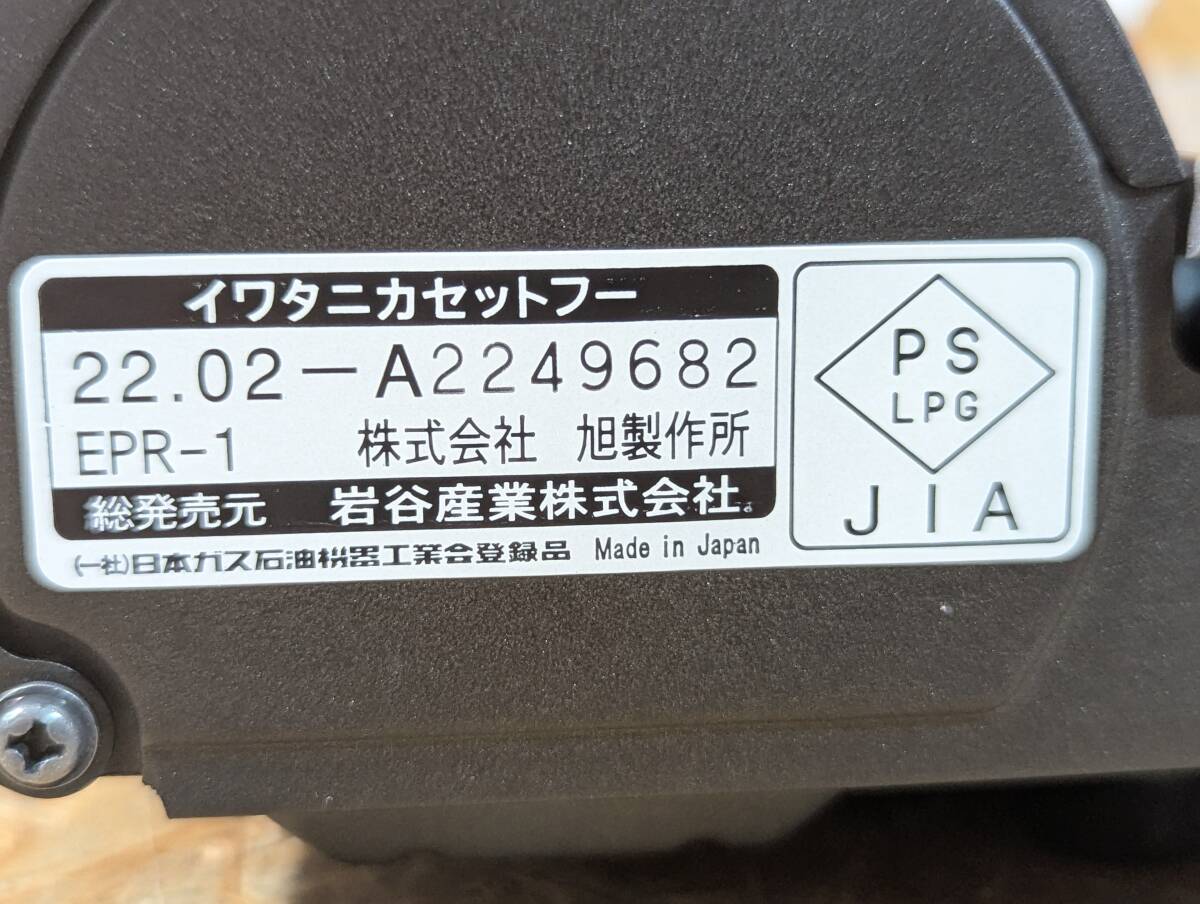 イワタニカセットフー
22.02-A2249682
EPR-1 株式会社 旭製作所
総発売元 岩谷産業株式会社。
(一社)日本ガス石油機器工業会登録品 Made in Japan
PS
LPG
JIA